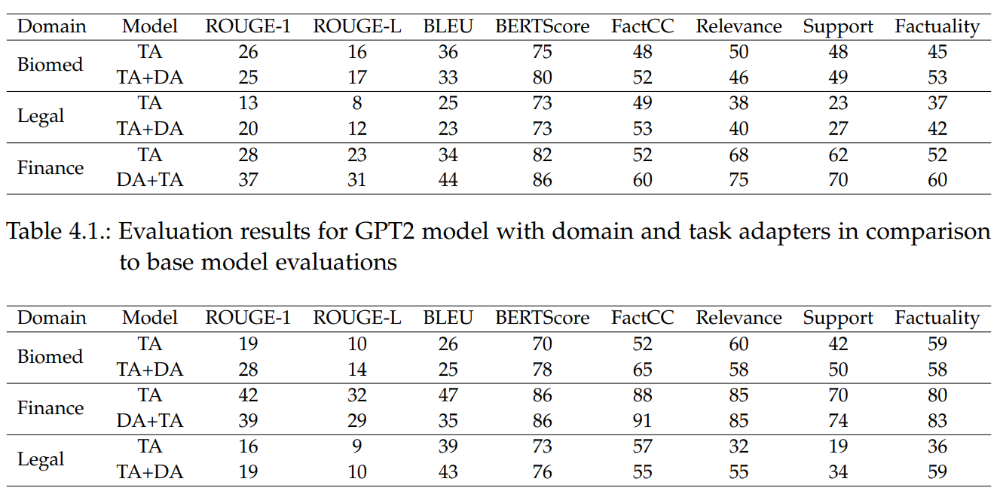 Domain Model ROUGE-1 ROUGE-L BLEU BERTScore FactCC Relevance Support Factuality
Biomed TA 26 16 36 75 48 50 48 45
TA+DA 25 17 33 80 52 46 49 53
Legal TA 13 8 25 73 49 38 23 37
TA+DA 20 12 23 73 53 40 27 42
Finance TA 28 23 34 82 52 68 62 52
DA+TA 37 31 44 86 60 75 70 60
Table 4.1.: Evaluation results for GPT2 model with domain and task adapters in comparison
to base model evaluations
Domain Model ROUGE-1 ROUGE-L BLEU BERTScore FactCC Relevance Support Factuality
Biomed TA 19 10 26 70 52 60 42 59
TA+DA 28 14 25 78 65 58 50 58
Finance TA 42 32 47 86 88 85 70 80
DA+TA 39 29 35 86 91 85 74 83
Legal TA 16 9 39 73 57 32 19 36
TA+DA 19 10 43 76 55 55 34 59